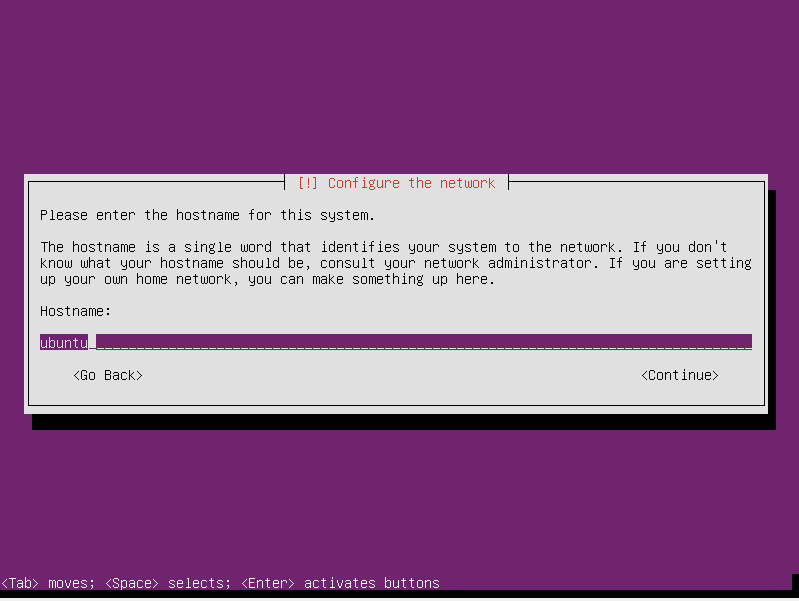 [!] Configure the network
Please enter the hostname for this system.
The hostname is a single word that identifies your system to the network. If you don't
know what your hostname should be, consult your network administrator. If you are setting
up your own home network, you can make something up here.
Hostname:
ubuntu
<Go Back> <Continue>
<Tab> moves; <Space> selects; <Enter> activates buttons